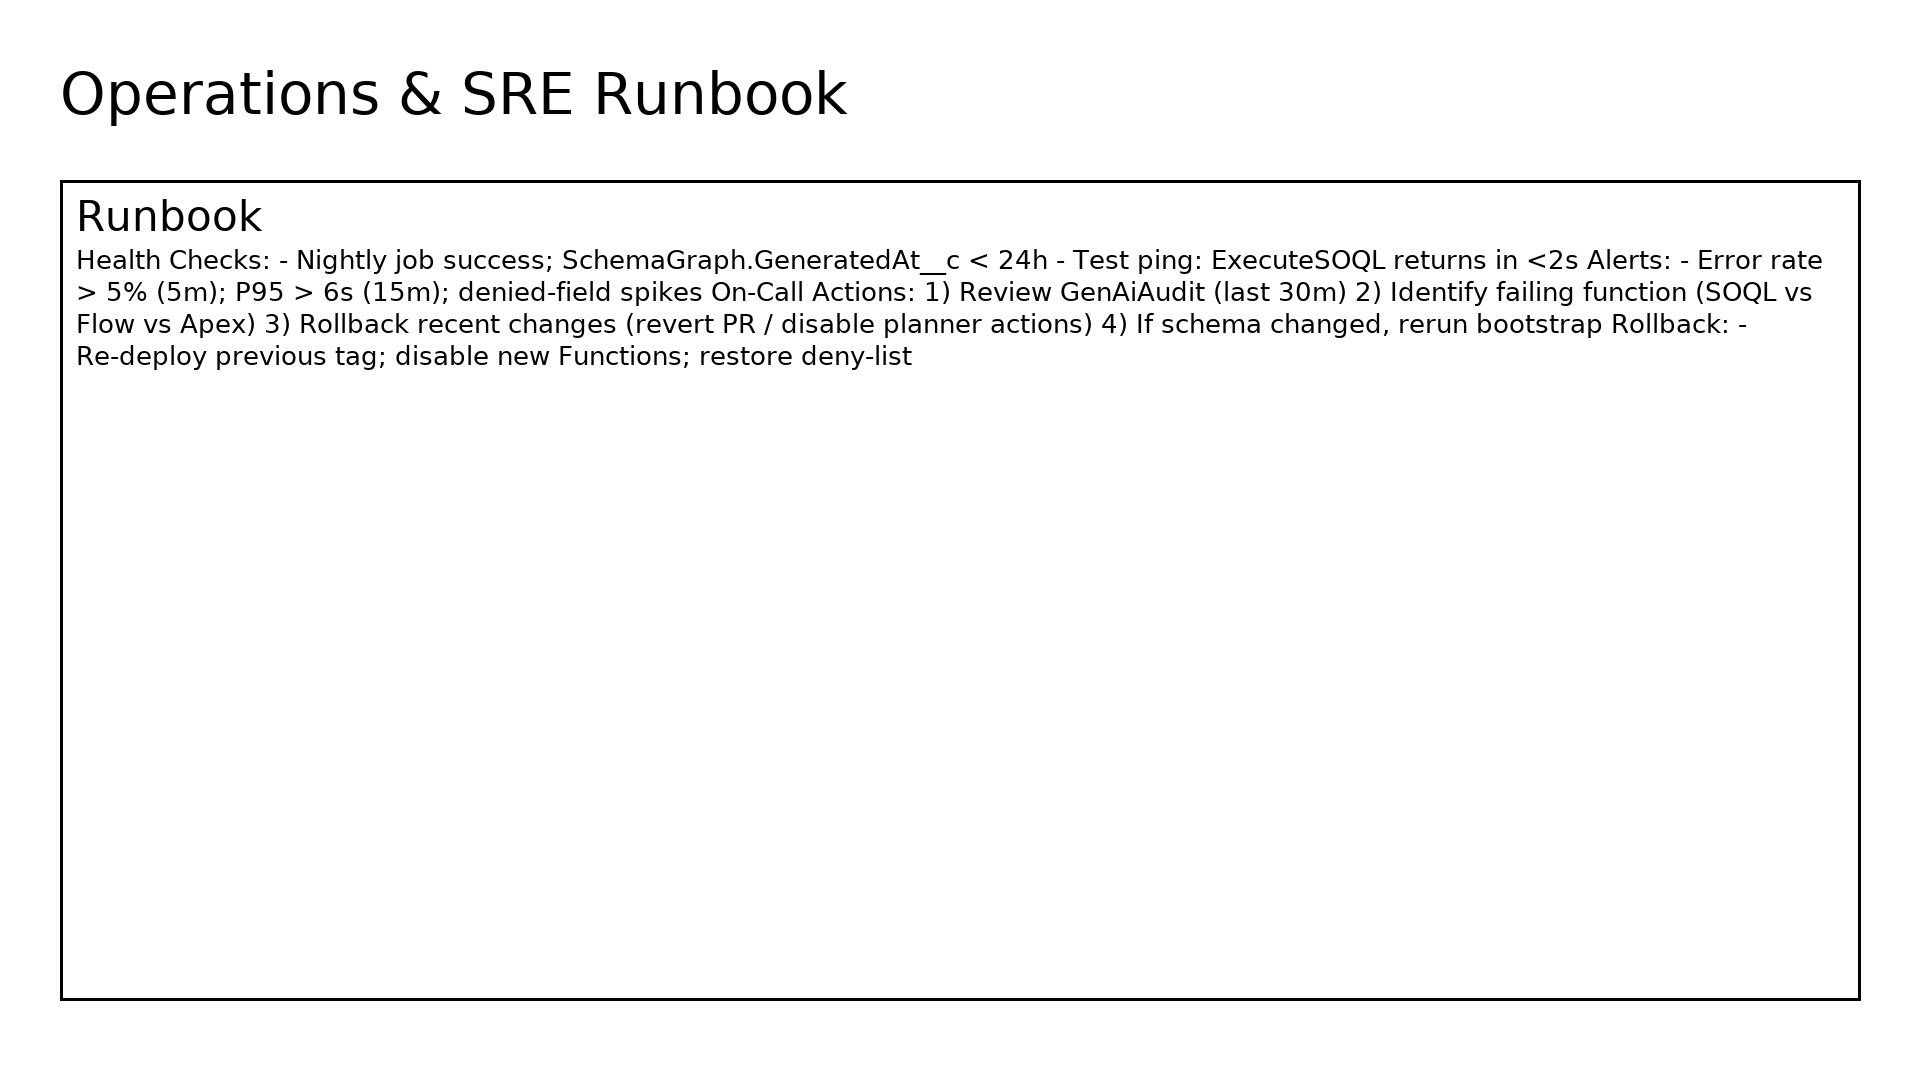 Operations & SRE Runbook
Runbook
Health Checks: - Nightly job success; SchemaGraph.GeneratedAt__c < 24h - Test ping: ExecuteSOQL returns in <2s Alerts: - Error rate
> 5% (5m); P95 > 6s (15m); denied-field spikes On-Call Actions: 1) Review GenAiAudit (last 30m) 2) Identify failing function (SOQL vs
Flow vs Apex) 3) Rollback recent changes (revert PR / disable planner actions) 4) If schema changed, rerun bootstrap Rollback: -
Re-deploy previous tag; disable new Functions; restore deny-list